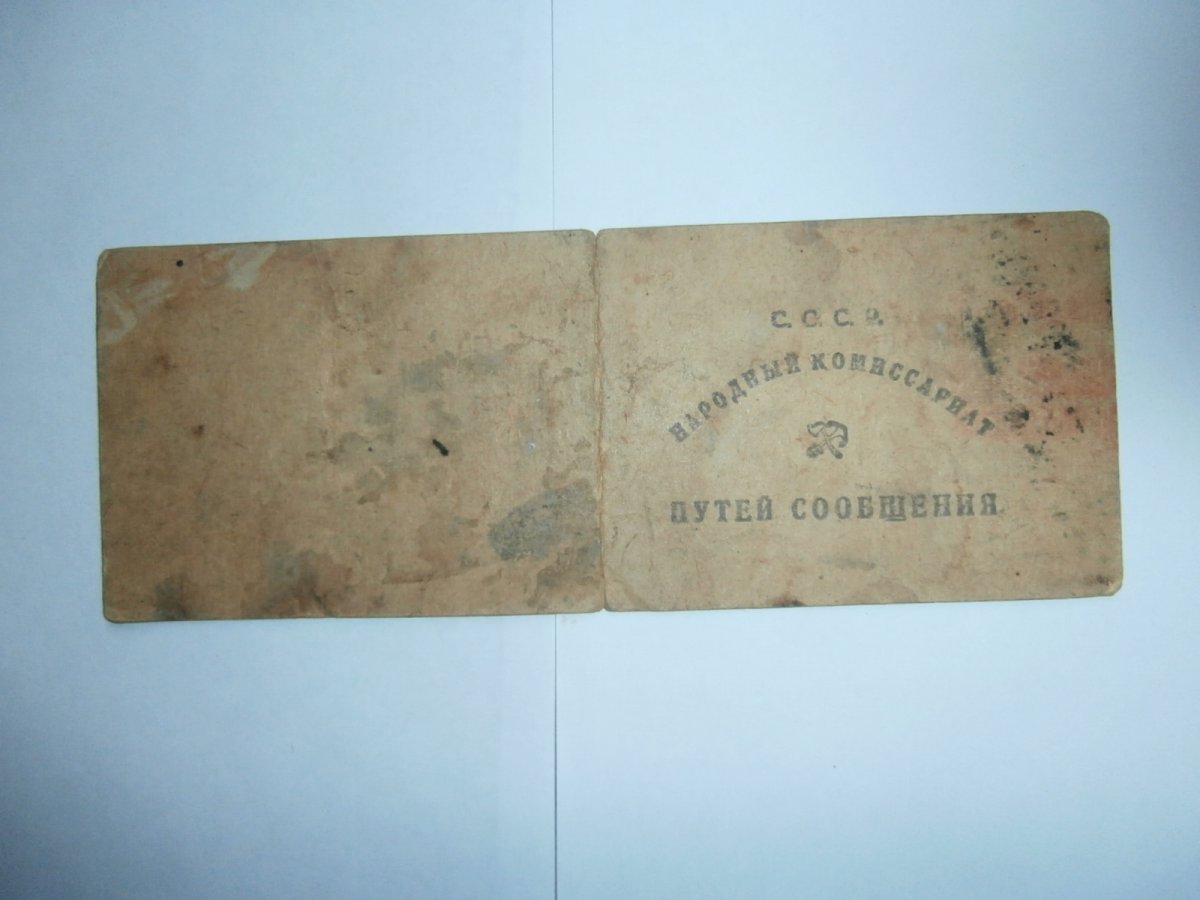 С. С. С. Р.
НАРОДНЫЙ КОМИССАРИАТ
ПУТЕЙ СООБЩЕНИЯ